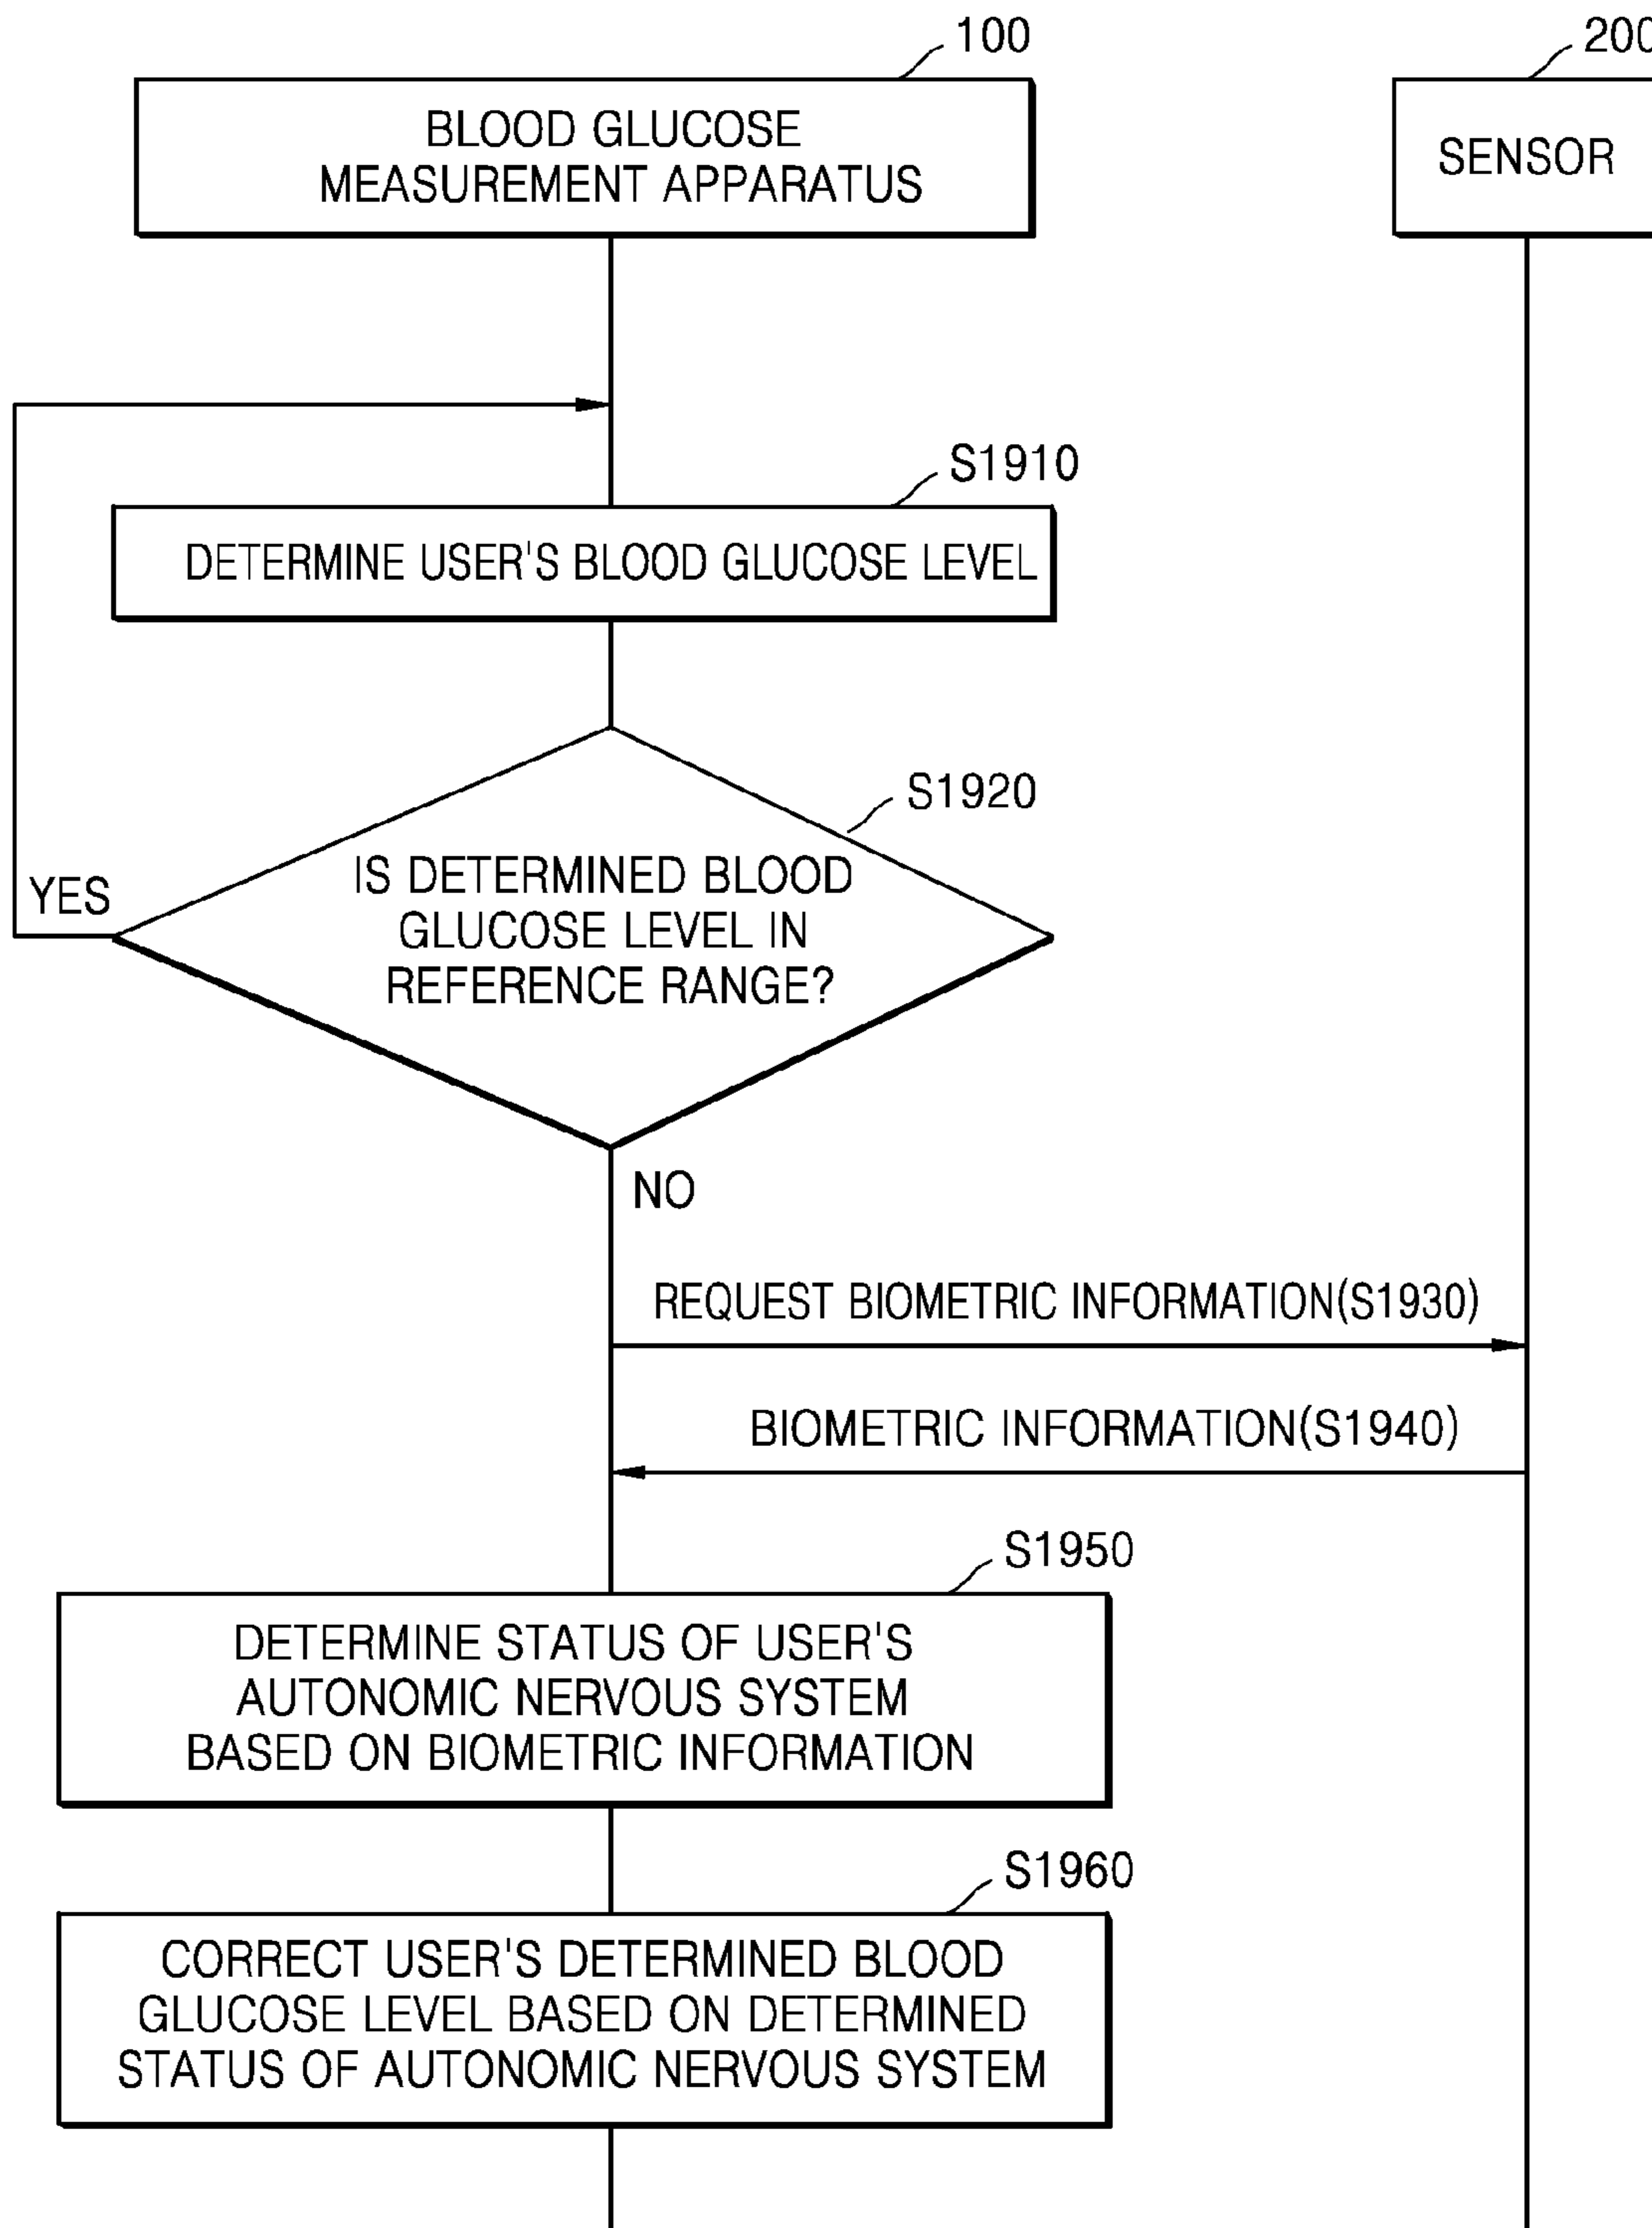 100
BLOOD GLUCOSE
MEASUREMENT APPARATUS
200
SENSOR
S1910
DETERMINE USER'S BLOOD GLUCOSE LEVEL
S1920
IS DETERMINED BLOOD
GLUCOSE LEVEL IN
REFERENCE RANGE?
YES
NO
REQUEST BIOMETRIC INFORMATION(S1930)
BIOMETRIC INFORMATION(S1940)
S1950
DETERMINE STATUS OF USER'S
AUTONOMIC NERVOUS SYSTEM
BASED ON BIOMETRIC INFORMATION
S1960
CORRECT USER'S DETERMINED BLOOD
GLUCOSE LEVEL BASED ON DETERMINED
STATUS OF AUTONOMIC NERVOUS SYSTEM